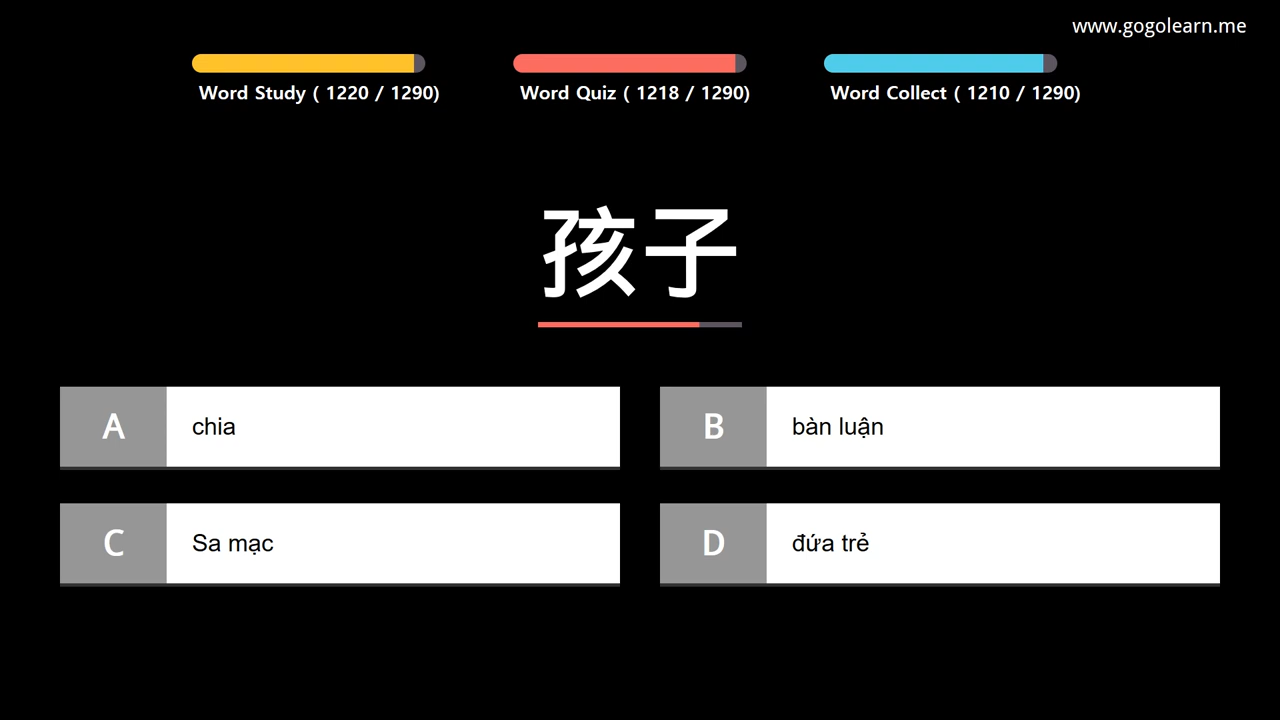 www.gogolearn.me
Word Study ( 1220 / 1290)
Word Quiz ( 1218 / 1290)
Word Collect ( 1210 / 1290)
孩子
A chia
B bàn luận
C Sa mạc
D đứa trẻ